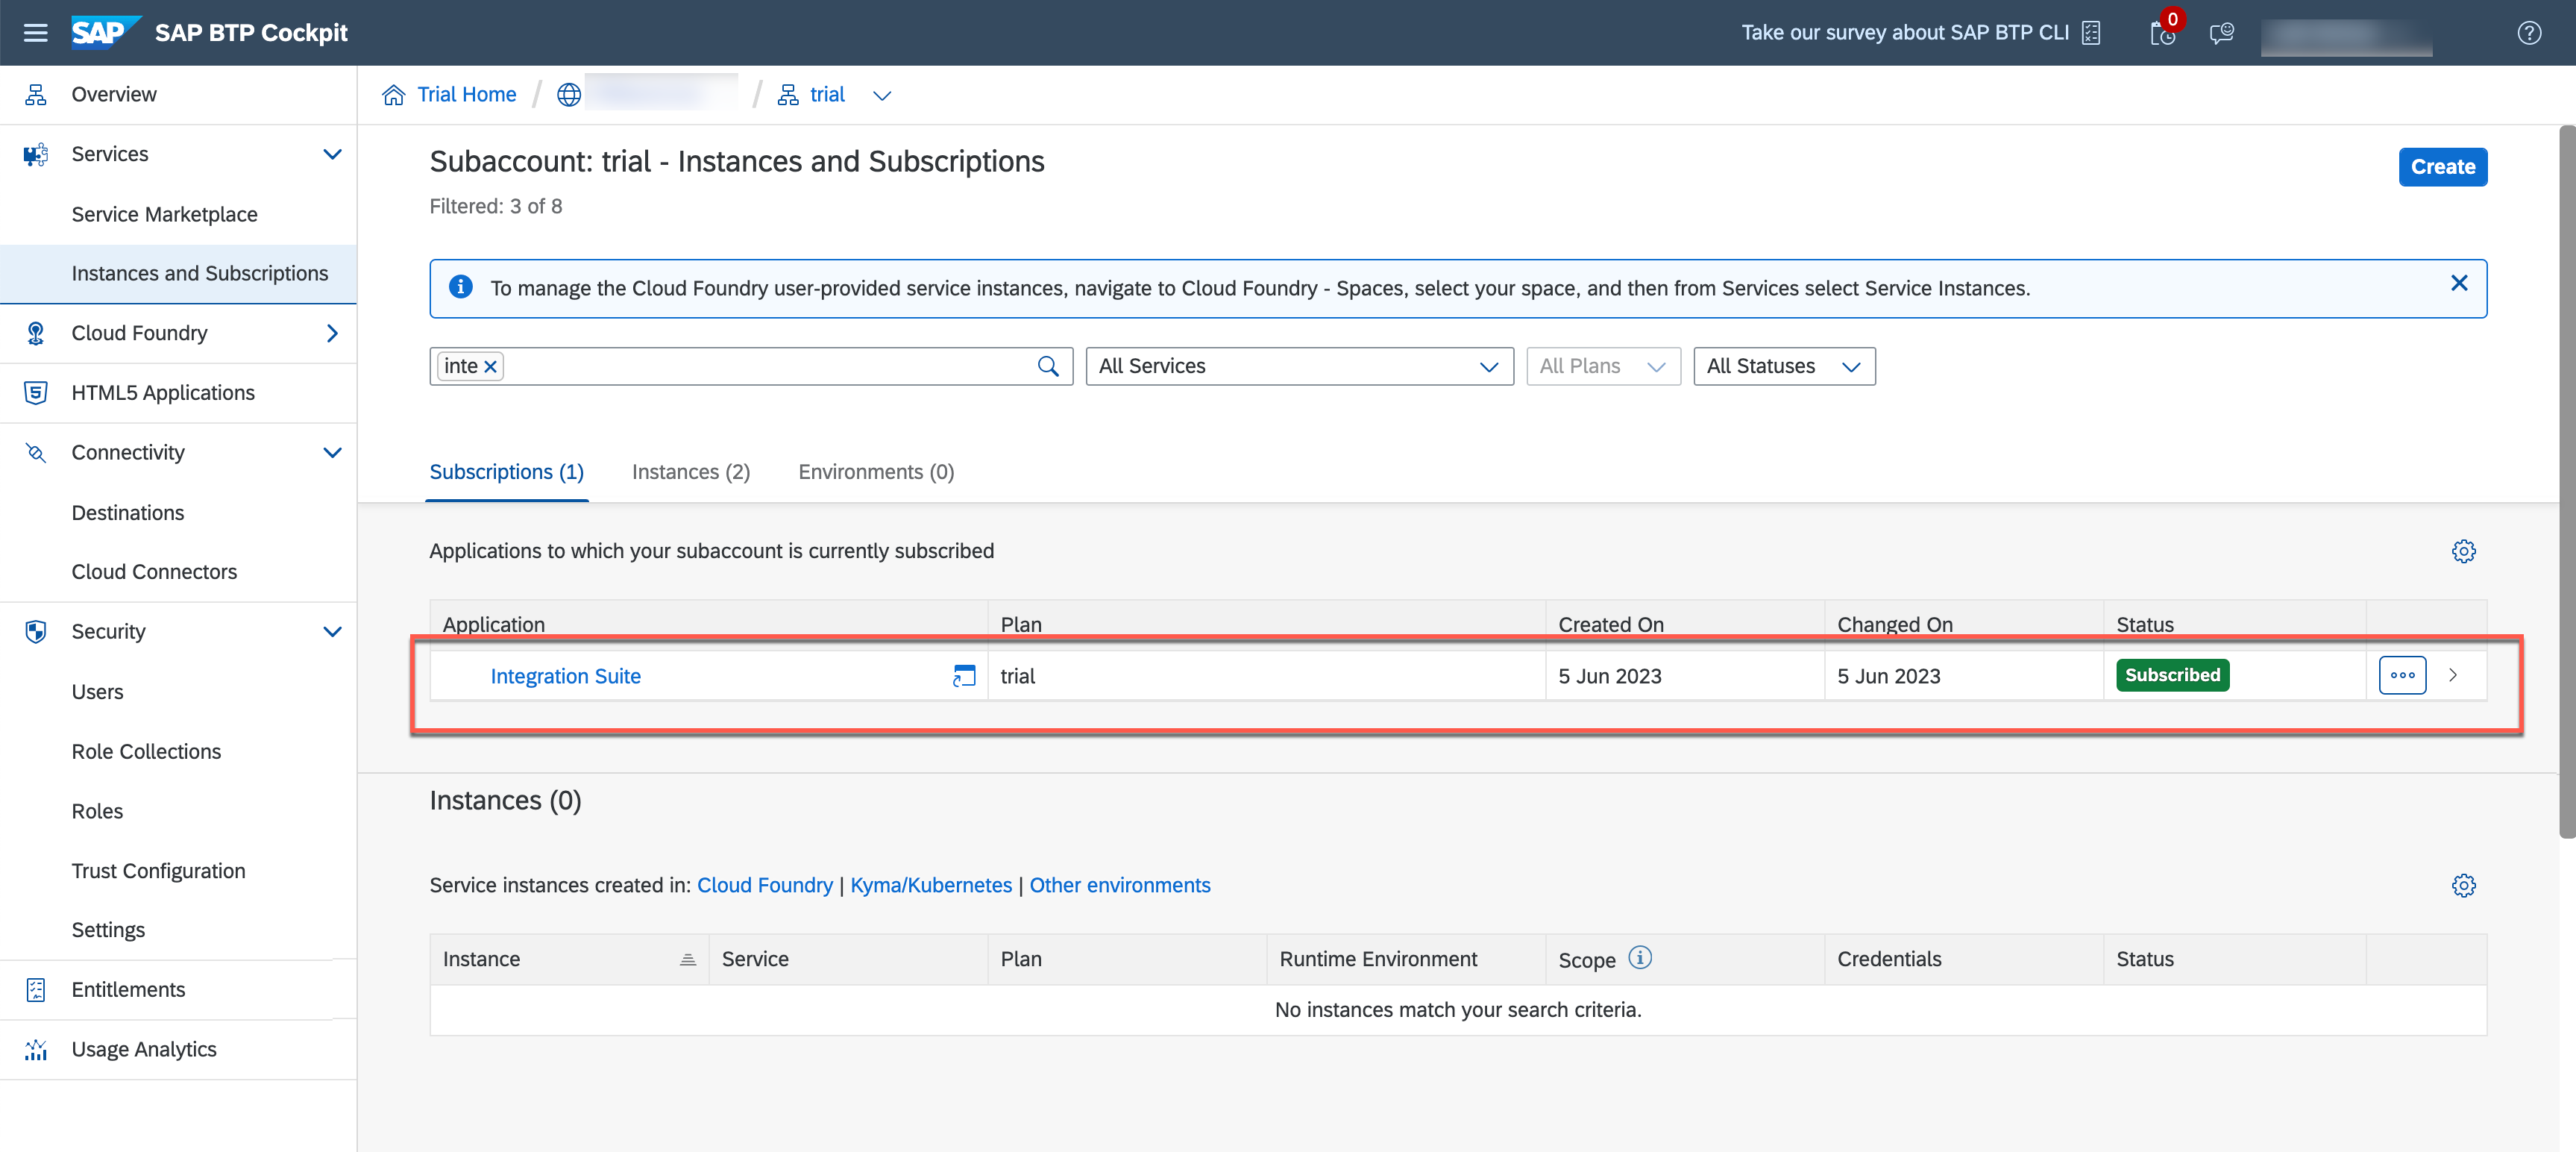 SAP SAP BTP Cockpit
Take our survey about SAP BTP CLI
0
Overview
Services
Service Marketplace
Instances and Subscriptions
Cloud Foundry
HTML5 Applications
Connectivity
Destinations
Cloud Connectors
Security
Users
Role Collections
Roles
Trust Configuration
Settings
Entitlements
Usage Analytics
Trial Home / / trial
Subaccount: trial - Instances and Subscriptions
Create
Filtered: 3 of 8
To manage the Cloud Foundry user-provided service instances, navigate to Cloud Foundry - Spaces, select your space, and then from Services select Service Instances.
inte All Services All Plans All Statuses
Subscriptions (1) Instances (2) Environments (0)
Applications to which your subaccount is currently subscribed
Application Plan Created On Changed On Status
Integration Suite trial 5 Jun 2023 5 Jun 2023 Subscribed
Instances (0)
Service instances created in: Cloud Foundry | Kyma/Kubernetes | Other environments
Instance Service Plan Runtime Environment Scope Credentials Status
No instances match your search criteria.